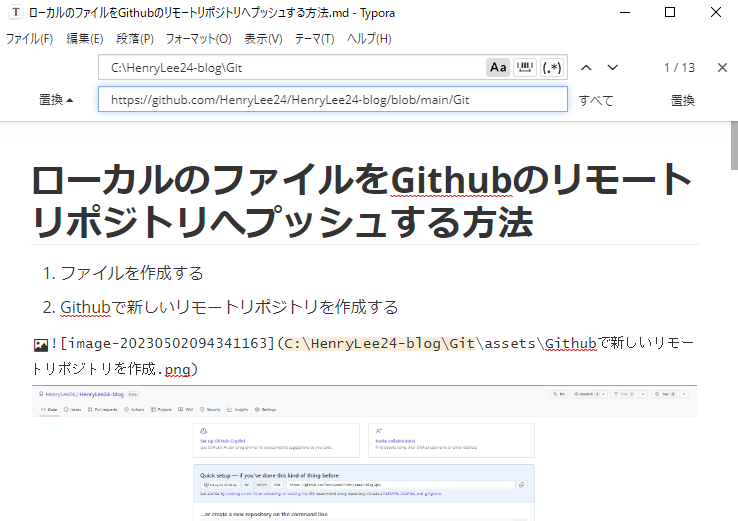 ローカルのファイルをGithubのリモートリポジトリへプッシュする方法.md - Typora
ファイル(F) 編集(E) 段落(P) フォーマット(O) 表示(V) テーマ(T) ヘルプ(H)
C:\HenryLee24-blog\Git Aa (.*) 1 / 13
置換 https://github.com/HenryLee24/HenryLee24-blog/blob/main/Git すべて 置換
ローカルのファイルをGithubのリモート
リポジトリへプッシュする方法
1. ファイルを作成する
2. Githubで新しいリモートリポジトリを作成する
![image-20230502094341163](C:\HenryLee24-blog\Git\assets\Githubで新しいリモー
トリポジトリを作成.png)
HenryLee24 / HenryLee24-blog
Code Issues Pull requests Actions Projects Wiki Security Insights Settings
Set up GitHub Copilot Invite collaborators
Quick setup — if you've done this kind of thing before
...or create a new repository on the command line